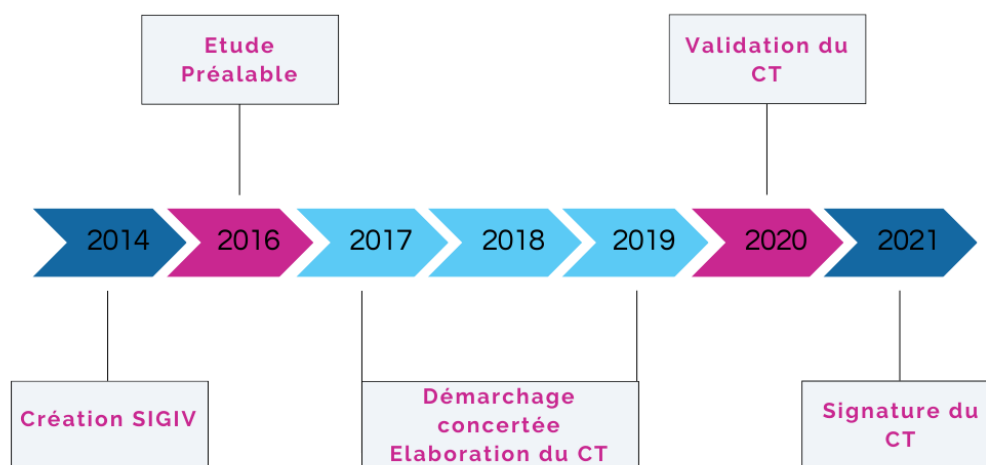 Etude
Préalable
Validation du
CT
2014
2016
2017
2018
2019
2020
2021
Création SIGIV
Démarchage
concertée
Elaboration du CT
Signature du
CT